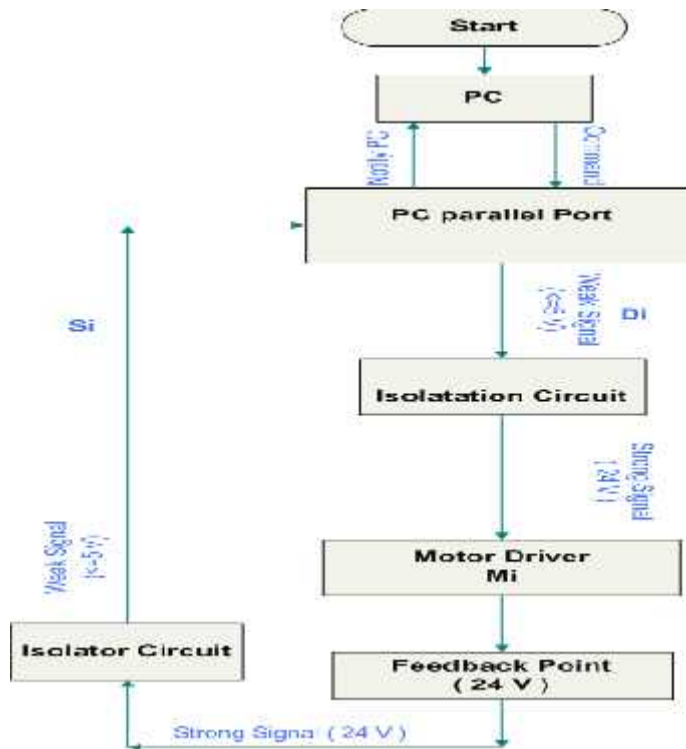 Start
PC
Notify PC
Command
PC parallel Port
Si
Weak Signal
(<=5 V)
Di
Isolatation Circuit
Strong Signal
( 24 V )
Motor Driver
Mi
Weak Signal
(<=5 V)
Isolator Circuit
Feedback Point
( 24 V )
Strong Signal ( 24 V )